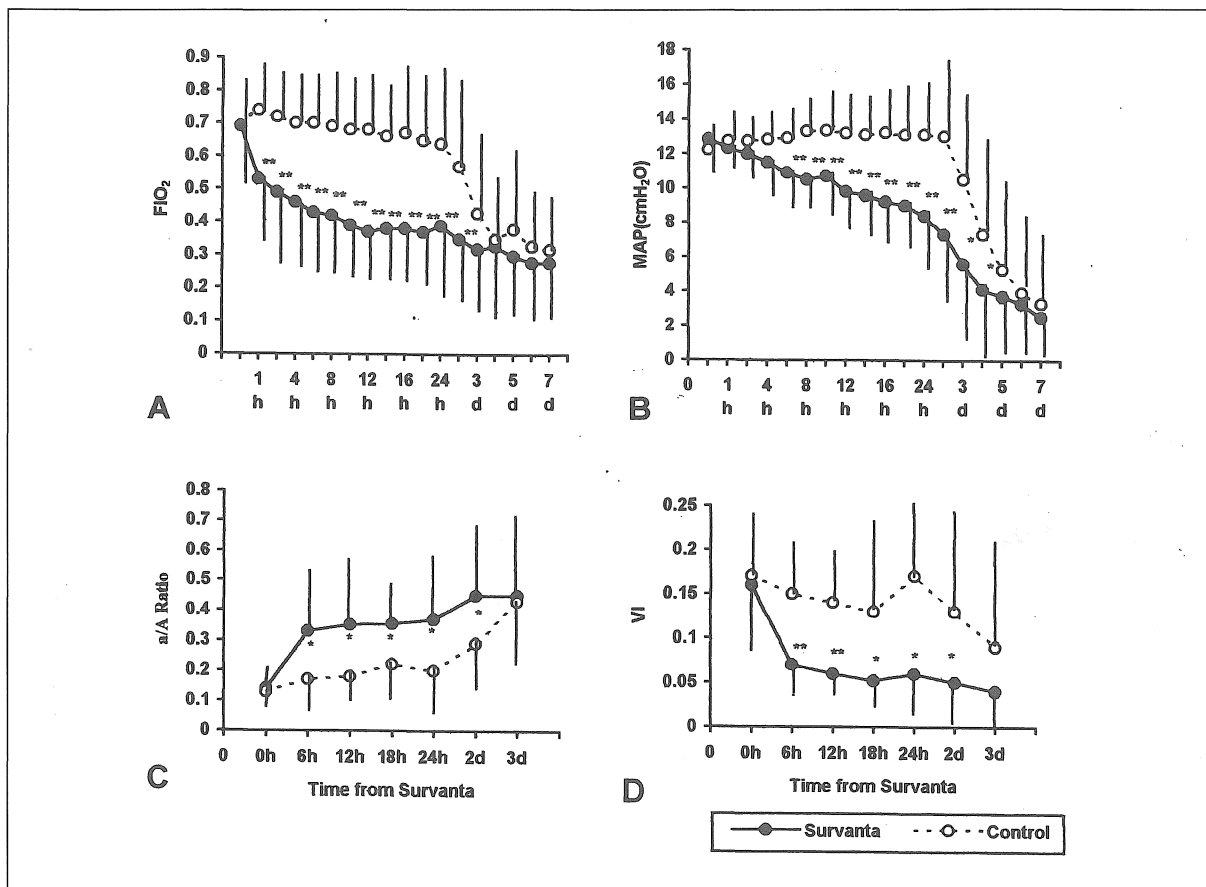 0.9
0.8
0.7
0.6
0.5
0.4
0.3
0.2
0.1
0
FIO2
** ** ** ** ** ** ** ** ** ** ** **
1 4 8 12 16 24 3 5 7
h h h h h h d d d
A
18
16
14
12
10
8
6
4
2
0
MAP(cmH2O)
** ** ** ** ** ** ** ** ** * *
0 1 4 8 12 16 24 3 5 7
h h h h h h d d d
B
0.8
0.7
0.6
0.5
0.4
0.3
0.2
0.1
0
a/A Ratio
* * * * *
0 0h 6h 12h 18h 24h 2d 3d
Time from Survanta
C
0.25
0.2
0.15
0.1
0.05
0
VI
** ** * * *
0 0h 6h 12h 18h 24h 2d 3d
Time from Survanta
D
Survanta Control